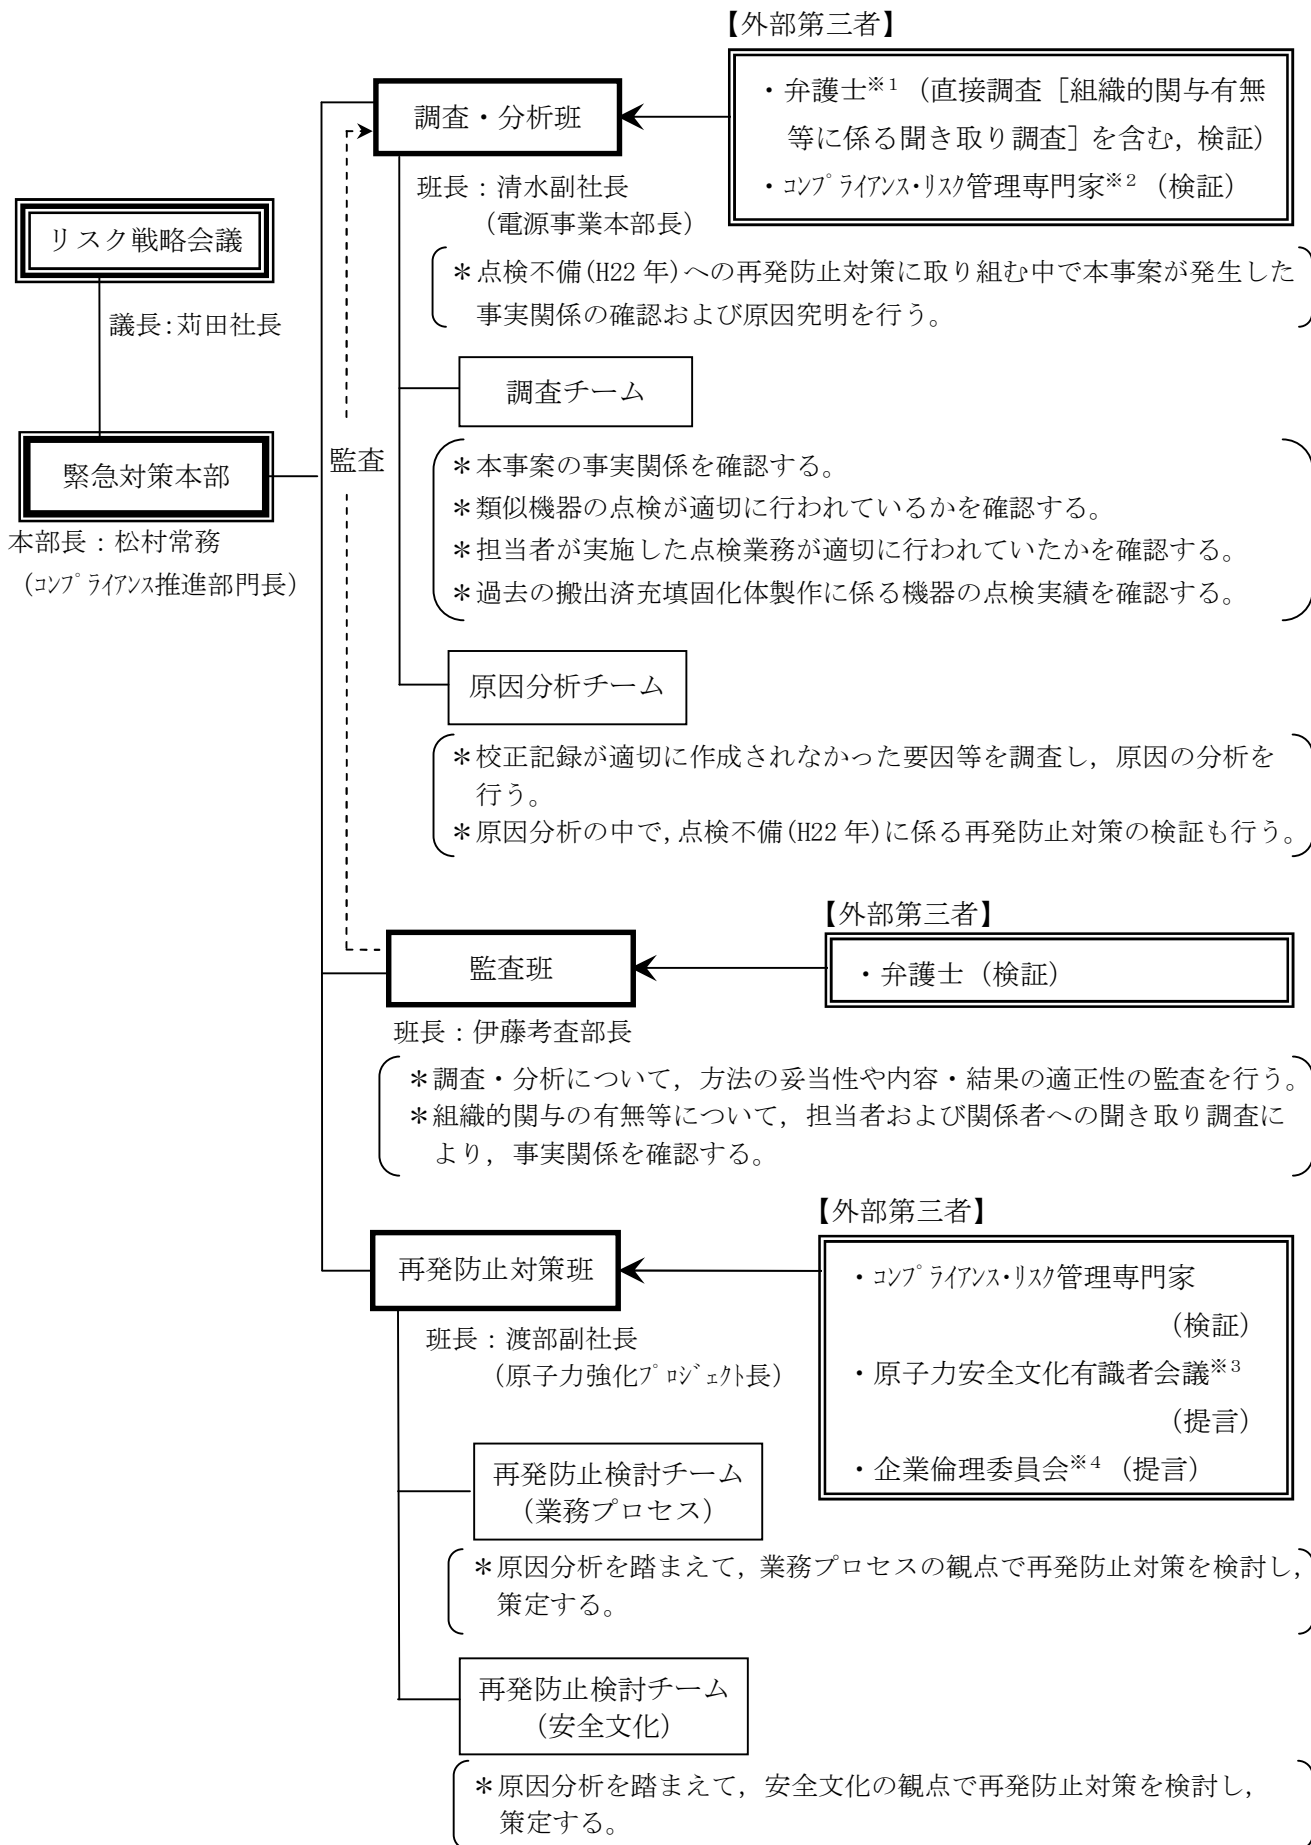 【外部第三者】
調査・分析班
・弁護士※1（直接調査［組織的関与有無
等に係る聞き取り調査］を含む，検証）
・コンプライアンス・リスク管理専門家※2（検証）
班長：清水副社長
（電源事業本部長）
＊点検不備(H22年)への再発防止対策に取り組む中で本事案が発生した
事実関係の確認および原因究明を行う。
リスク戦略会議
議長：苅田社長
緊急対策本部
本部長：松村常務
（コンプライアンス推進部門長）
監査
調査チーム
＊本事案の事実関係を確認する。
＊類似機器の点検が適切に行われているかを確認する。
＊担当者が実施した点検業務が適切に行われていたかを確認する。
＊過去の搬出済充填固化体製作に係る機器の点検実績を確認する。
原因分析チーム
＊校正記録が適切に作成されなかった要因等を調査し，原因の分析を
行う。
＊原因分析の中で，点検不備(H22年)に係る再発防止対策の検証も行う。
【外部第三者】
監査班
・弁護士（検証）
班長：伊藤考査部長
＊調査・分析について，方法の妥当性や内容・結果の適正性の監査を行う。
＊組織的関与の有無等について，担当者および関係者への聞き取り調査に
より，事実関係を確認する。
【外部第三者】
再発防止対策班
・コンプライアンス・リスク管理専門家
（検証）
・原子力安全文化有識者会議※3
（提言）
・企業倫理委員会※4（提言）
班長：渡部副社長
（原子力強化プロジェクト長）
再発防止検討チーム
（業務プロセス）
＊原因分析を踏まえて，業務プロセスの観点で再発防止対策を検討し，
策定する。
再発防止検討チーム
（安全文化）
＊原因分析を踏まえて，安全文化の観点で再発防止対策を検討し，
策定する。